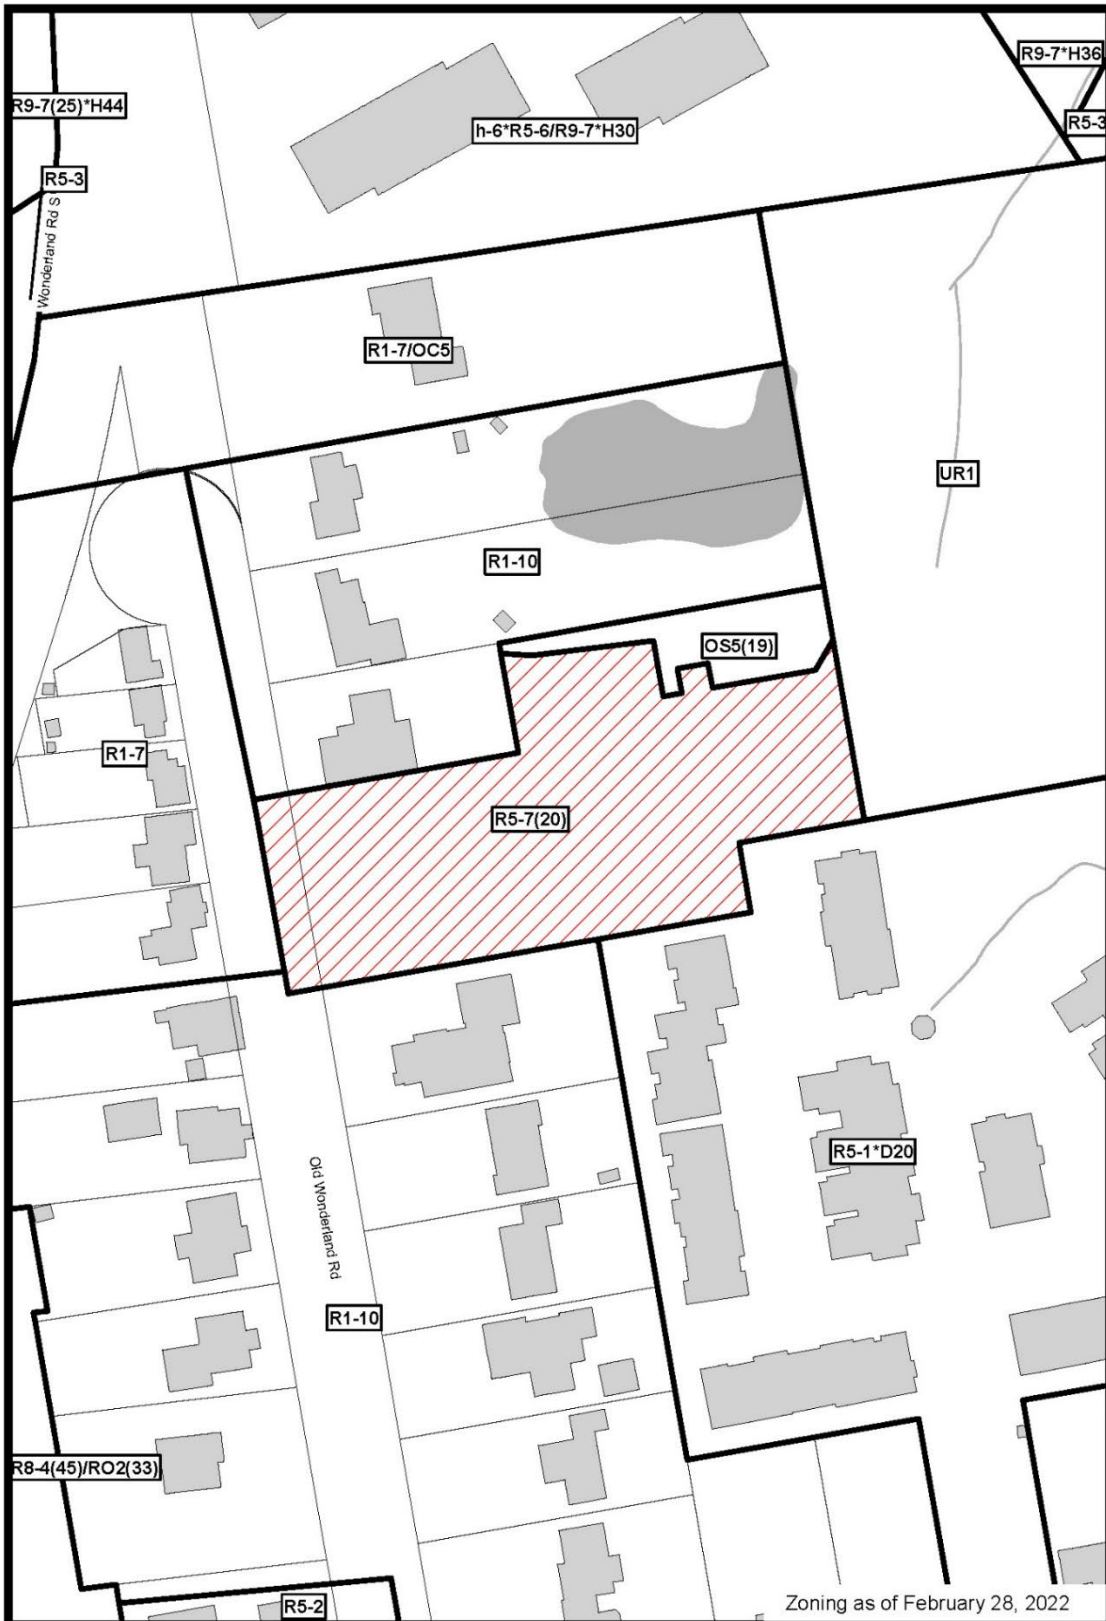 R9-7*H36
R9-7(25)*H44
R5-3
h-6*R5-6/R9-7*H30
R5-3
Wonderland Rd S
R1-7/OC5
UR1
R1-10
OS5(19)
R1-7
R5-7(20)
R5-1*D20
Old Wonderland Rd
R1-10
R8-4(45)/RO2(33)
R5-2
Zoning as of February 28, 2022